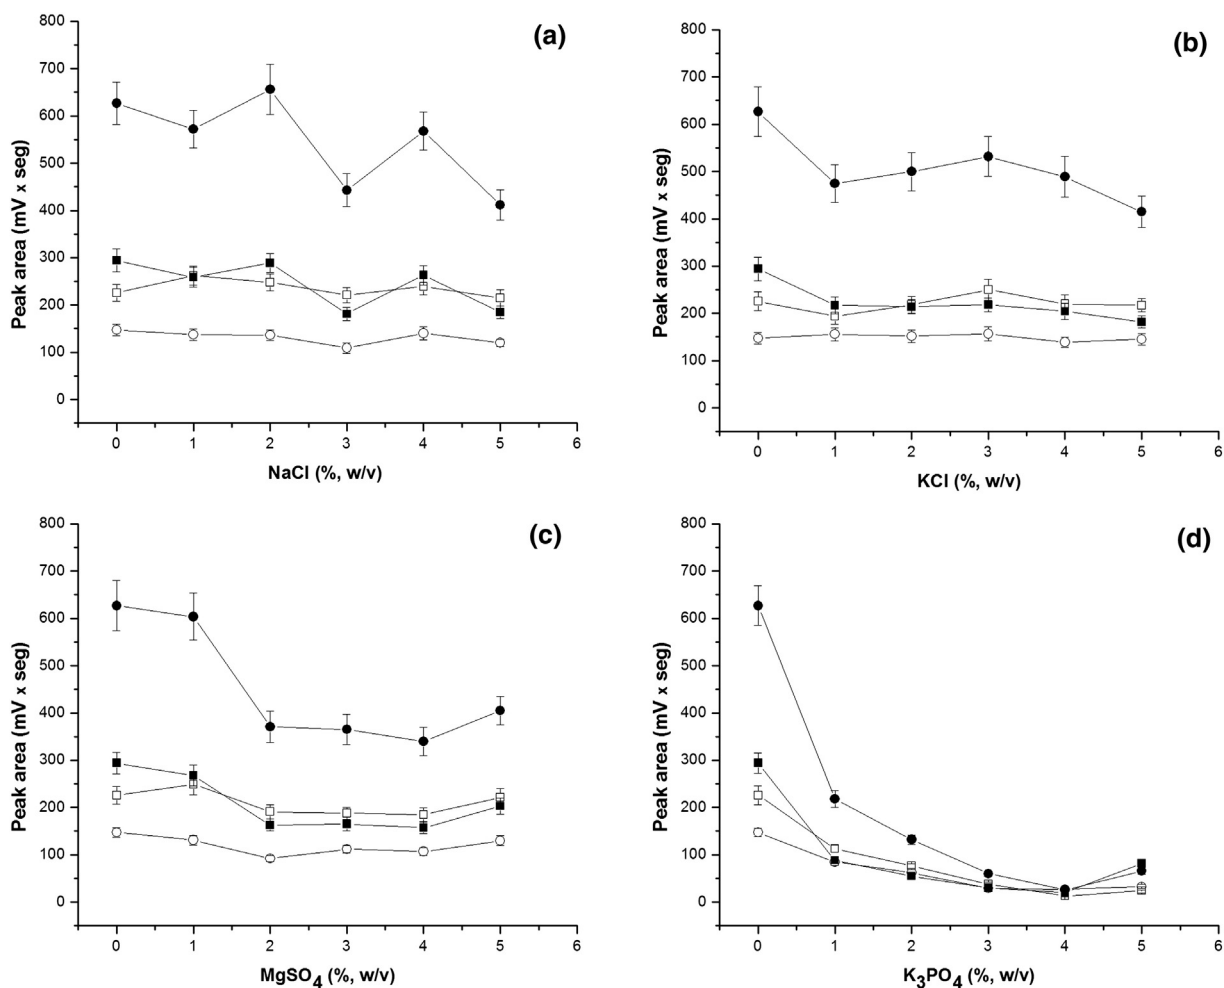 (a)
Peak area (mV x seg)
800
700
600
500
400
300
200
100
0
0 1 2 3 4 5 6
NaCl (%, w/v)
(b)
Peak area (mV x seg)
800
700
600
500
400
300
200
100
0
0 1 2 3 4 5 6
KCl (%, w/v)
(c)
Peak area (mV x seg)
800
700
600
500
400
300
200
100
0
0 1 2 3 4 5 6
MgSO₄ (%, w/v)
(d)
Peak area (mV x seg)
800
700
600
500
400
300
200
100
0
0 1 2 3 4 5 6
K₃PO₄ (%, w/v)